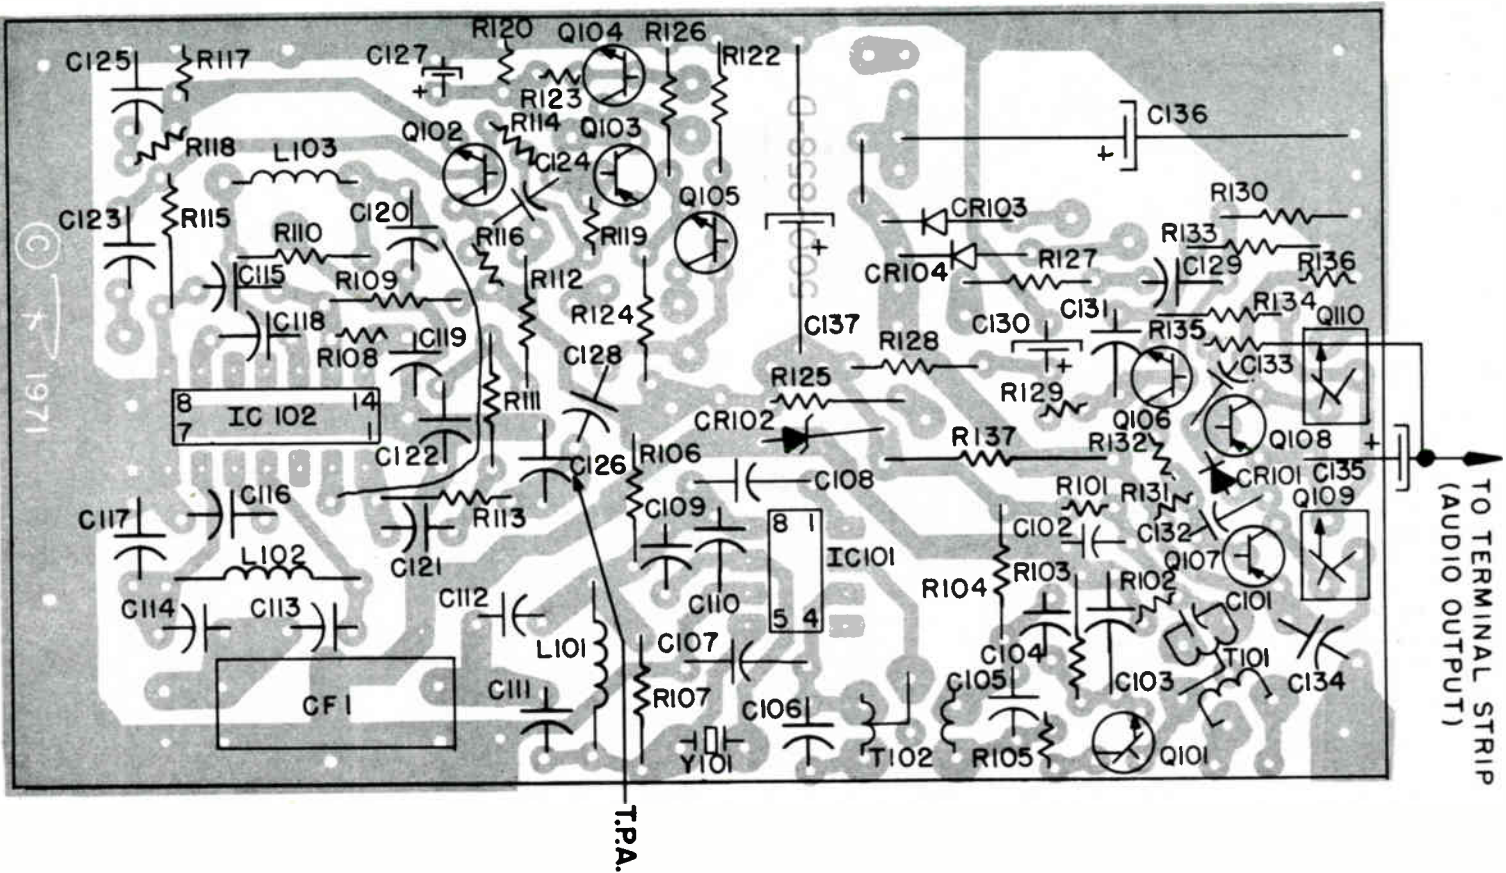 R120
Q104
R126
C125
R117
C127
R122
+
R123
C136
R114
Q103
Q102
+
R118
L103
C124
Q105
R130
C123
R115
C120
CR103
R110
R116
R119
R133
+
C129
R136
C115
R109
R112
CR104
R127
R134
R124
C131
C118
C119
C137
C130
R135
Q110
R108
R128
C128
C133
+
R125
R129
8
14
IC 102
R111
CR102
Q106
7
1
R137
R132
Q108
+
C122
C126
R106
CR101
C135
C108
R101
R131
Q109
C116
C109
C117
R113
8 1
C102
C132
L102
C121
IC101
Q107
R104
R103
R102
C114
C113
C112
C110
5 4
C101
L101
C107
C104
T101
C111
R107
C105
C103
C134
CF1
C106
Y101
T102
R105
Q101
T.P.A.
TO TERMINAL STRIP
(AUDIO OUTPUT)
© 1971